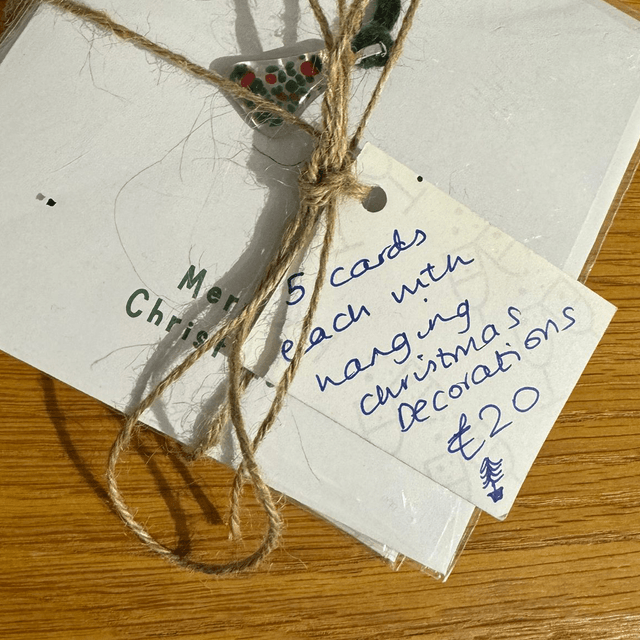 Mer
Christ
5 cards
each with
hanging
christmas
Decorations
£20